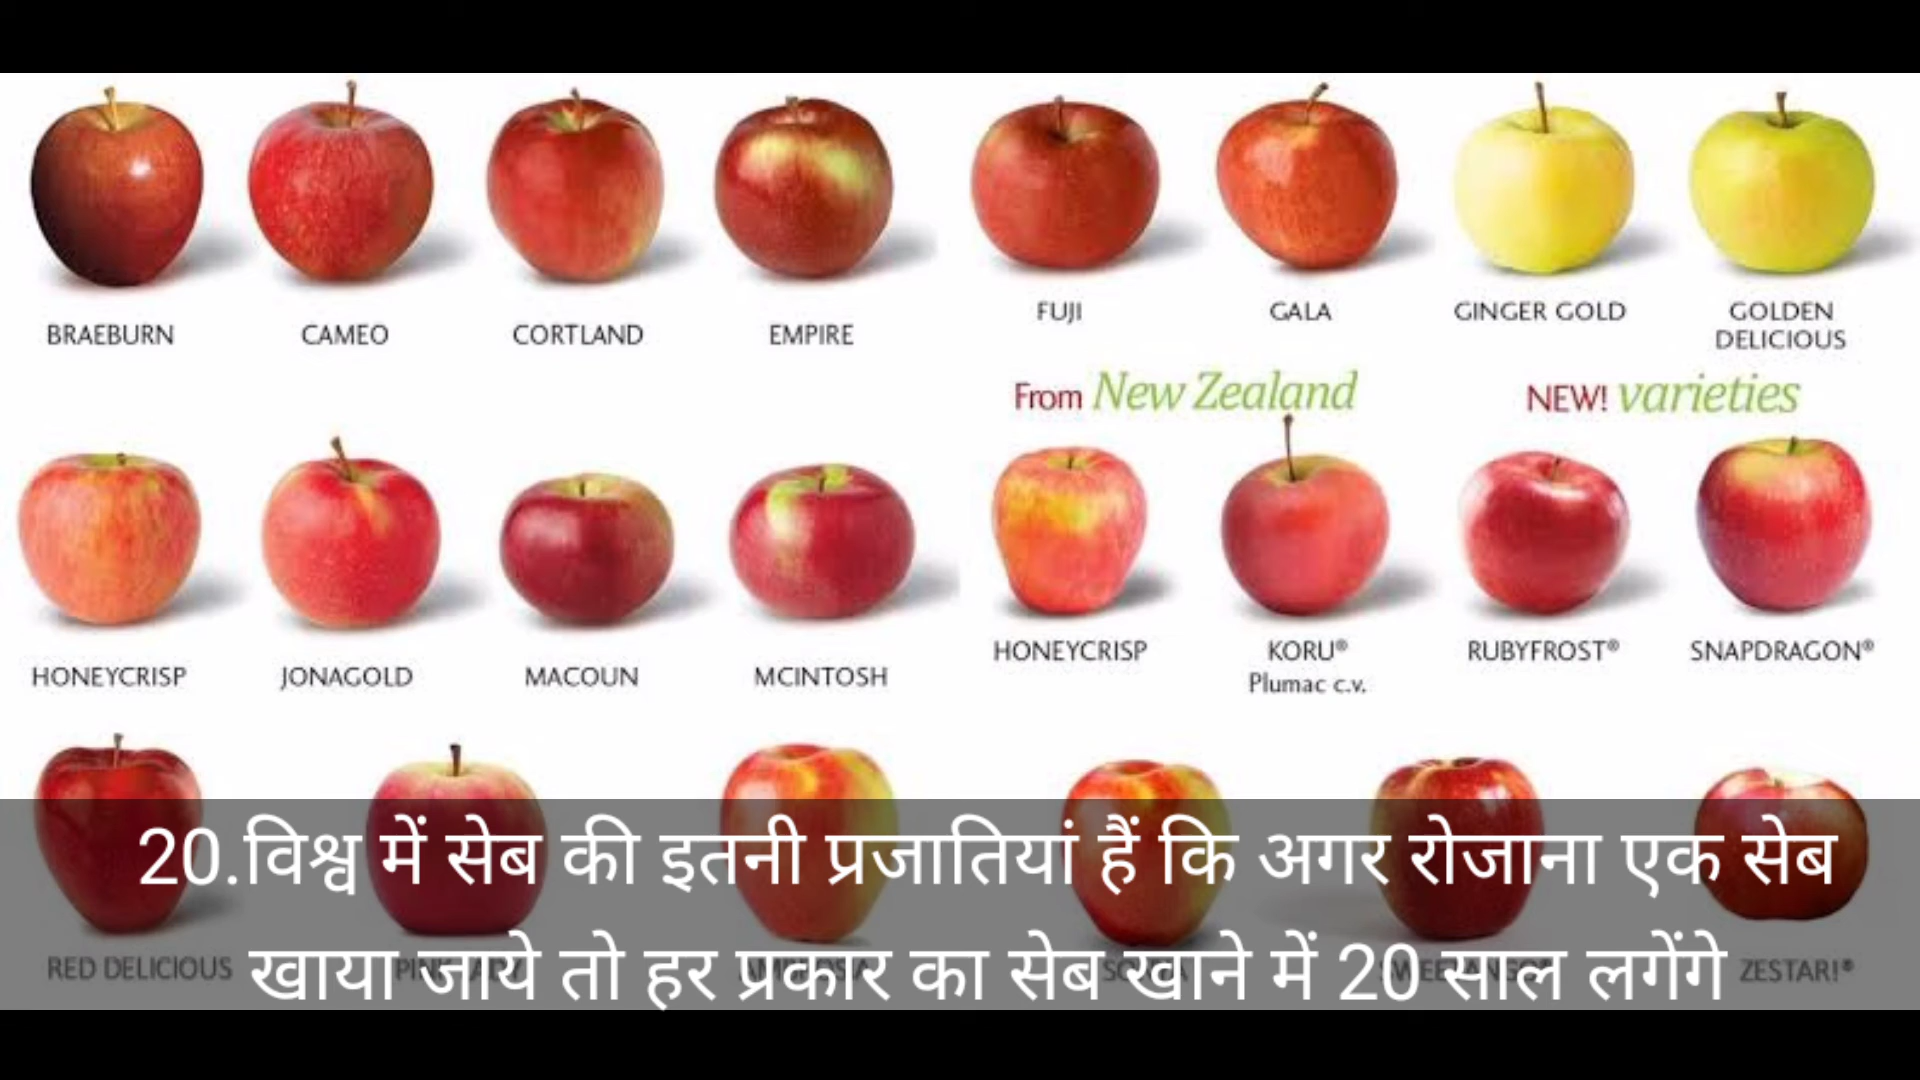 BRAEBURN CAMEO CORTLAND EMPIRE FUJI GALA GINGER GOLD GOLDEN
DELICIOUS
From New Zealand NEW! varieties
HONEYCRISP JONAGOLD MACOUN MCINTOSH HONEYCRISP KORU® RUBYFROST® SNAPDRAGON®
Plumac c.v.
20.विश्व में सेब की इतनी प्रजातियां हैं कि अगर रोजाना एक सेब
खाया जाये तो हर प्रकार का सेब खाने में 20 साल लगेंगे
RED DELICIOUS ZESTAR!®